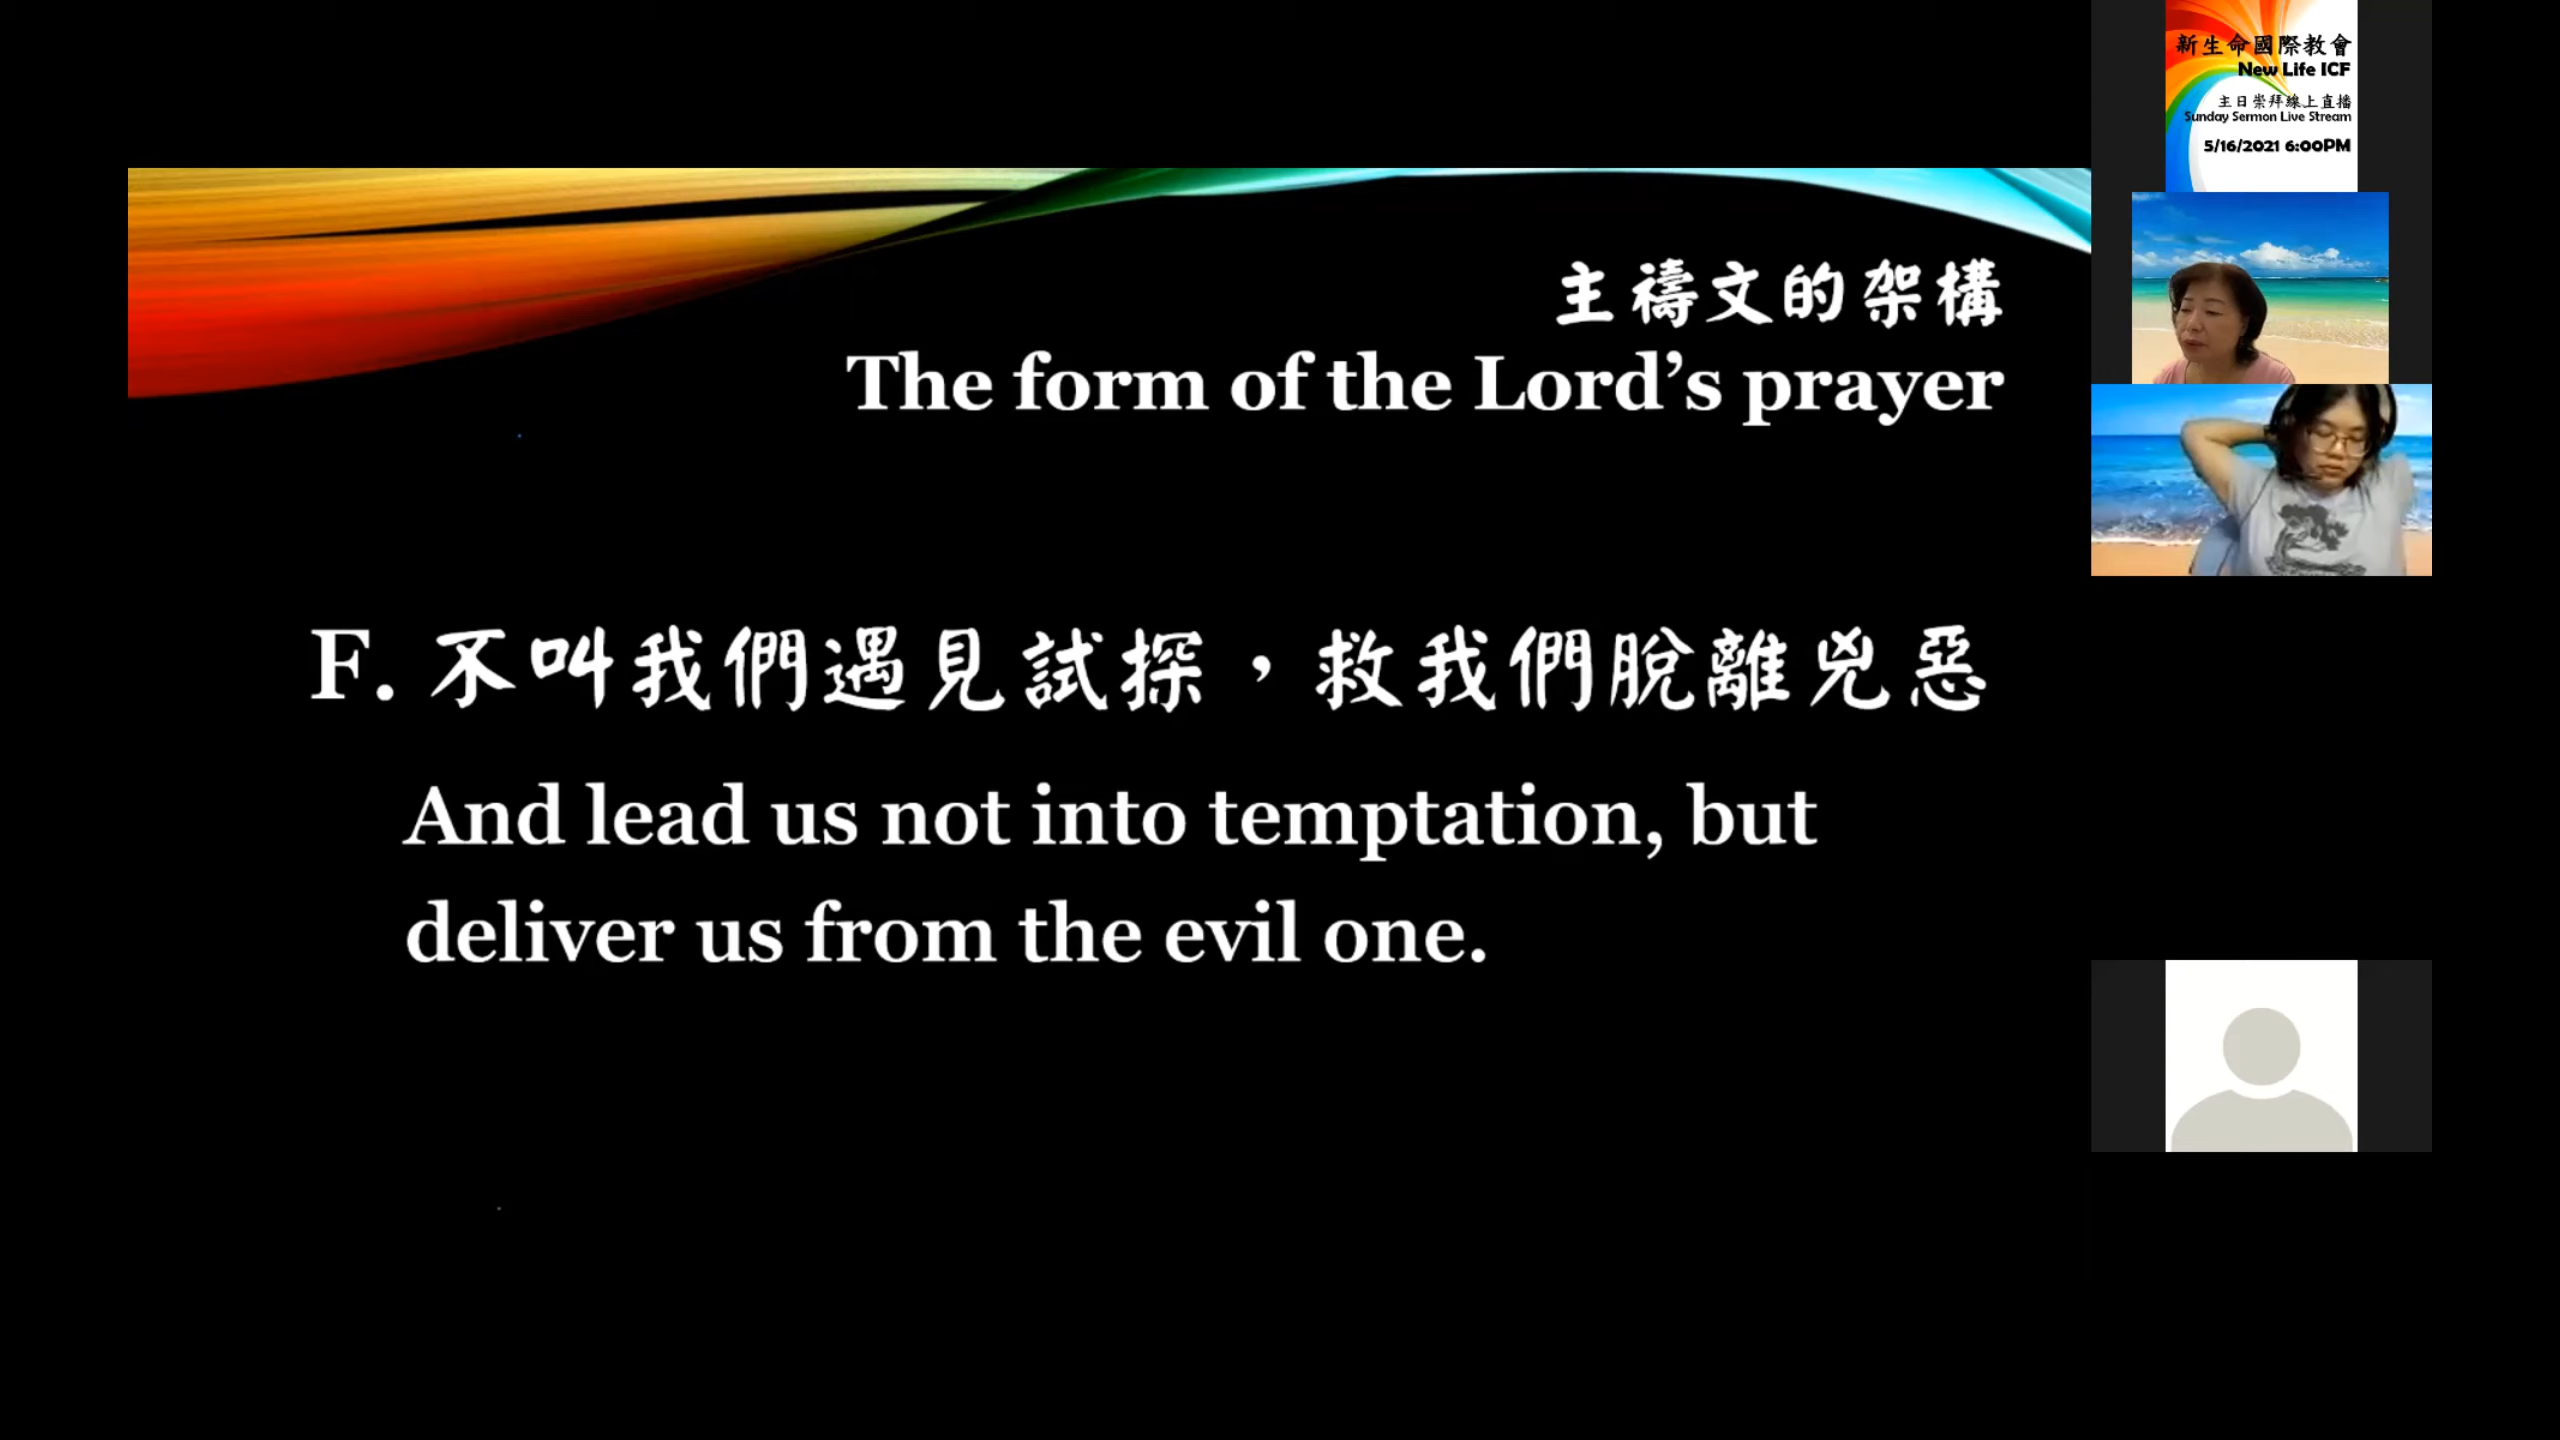 主禱文的架構
The form of the Lord’s prayer
F. 不叫我們遇見試探，救我們脫離兇惡
And lead us not into temptation, but
deliver us from the evil one.
新生命國際教會
New Life ICF
主日崇拜線上直播
Sunday Sermon Live Stream
5/16/2021 6:00PM